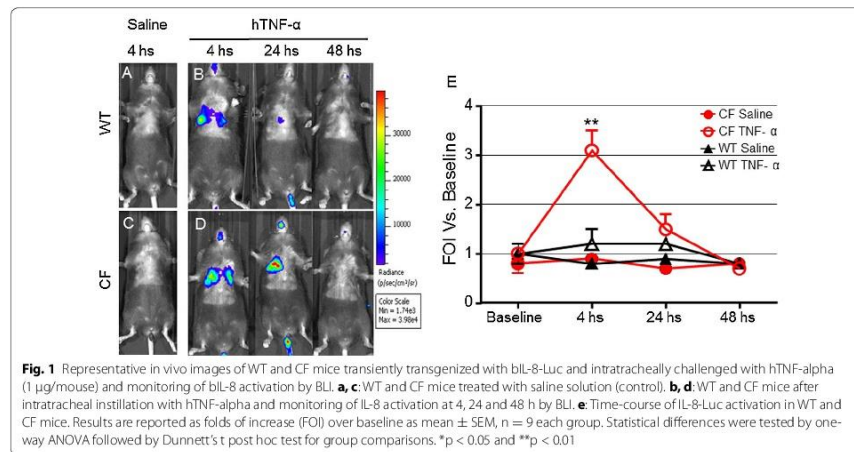 Saline hTNF-α
4 hs 4 hs 24 hs 48 hs
A B
WT
C D
CF
30000
20000
10000
Radiance
(p/sec/cm²/sr)
Color Scale
Min = 1.74e3
Max = 3.98e4
E
FOI Vs. Baseline
4
3
2
1
0
**
CF Saline
CF TNF- α
WT Saline
WT TNF- α
Baseline 4 hs 24 hs 48 hs
Fig. 1 Representative in vivo images of WT and CF mice transiently transgenized with bIL-8-Luc and intratracheally challenged with hTNF-alpha
(1 µg/mouse) and monitoring of bIL-8 activation by BLI. a, c: WT and CF mice treated with saline solution (control). b, d: WT and CF mice after
intratracheal instillation with hTNF-alpha and monitoring of IL-8 activation at 4, 24 and 48 h by BLI. e: Time-course of IL-8-Luc activation in WT and
CF mice. Results are reported as folds of increase (FOI) over baseline as mean ± SEM, n = 9 each group. Statistical differences were tested by one-
way ANOVA followed by Dunnett's t post hoc test for group comparisons. *p < 0.05 and **p < 0.01